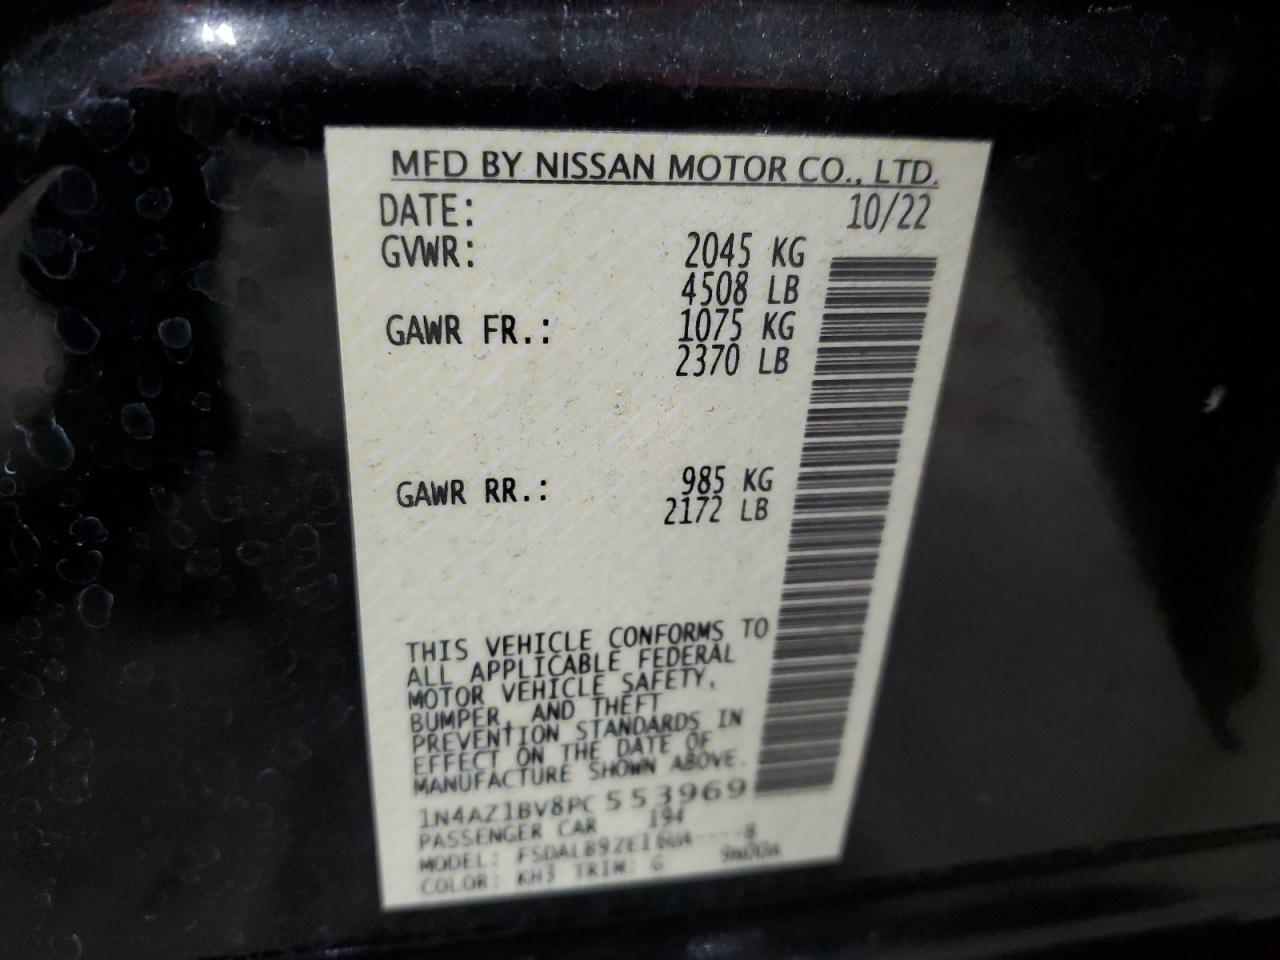 MFD BY NISSAN MOTOR CO., LTD.
DATE: 10/22
GVWR: 2045 KG
4508 LB
GAWR FR.: 1075 KG
2370 LB
GAWR RR.: 985 KG
2172 LB
THIS VEHICLE CONFORMS TO
ALL APPLICABLE FEDERAL
MOTOR VEHICLE SAFETY,
BUMPER, AND THEFT
PREVENTION STANDARDS IN
EFFECT ON THE DATE OF
MANUFACTURE SHOWN ABOVE.
1N4AZ1BV8PC553969
PASSENGER CAR 194
MODEL: 8
COLOR: KH3 TRIM: G